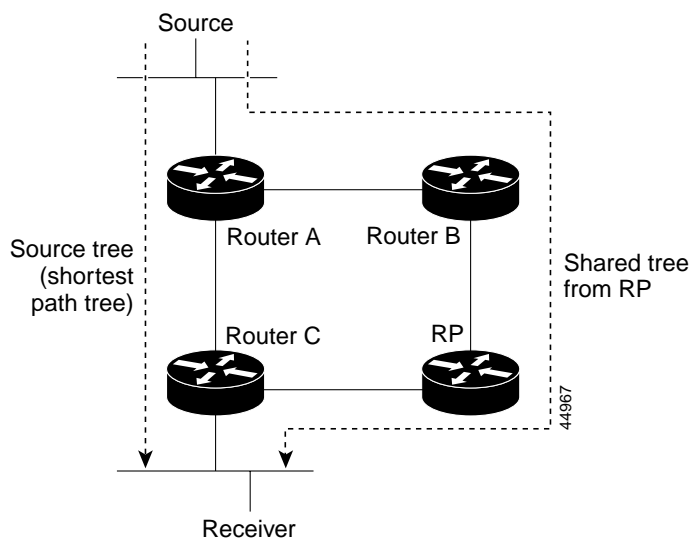 Source
Router A
Router B
Source tree
(shortest
path tree)
Shared tree
from RP
Router C
RP
44967
Receiver